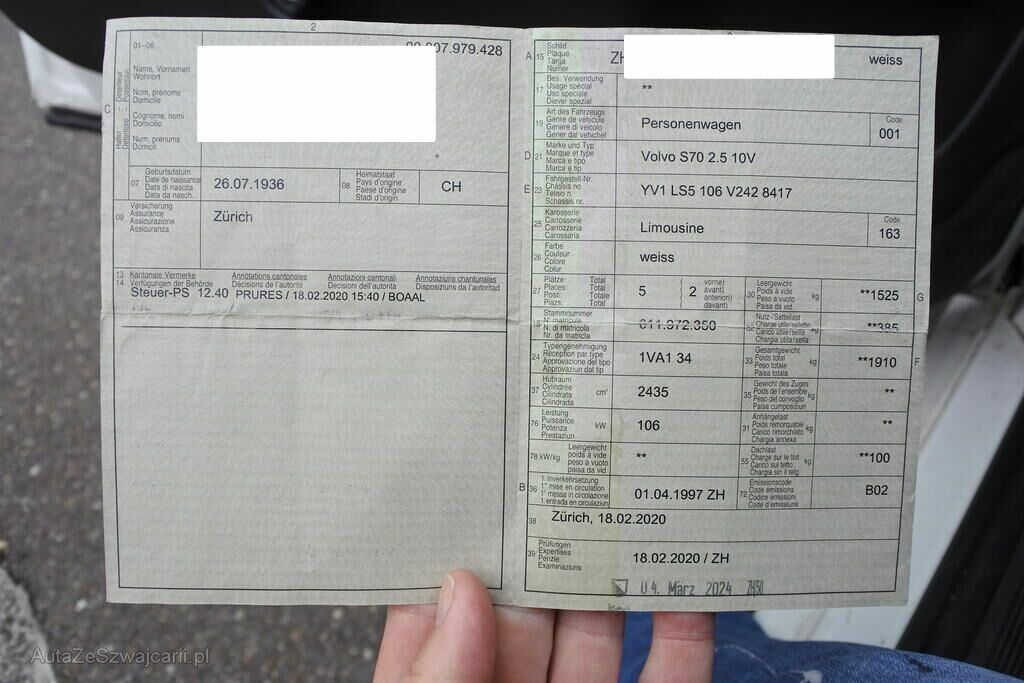 2
01-06
00.807.979.428
C
Halter Détenteur
Detentore Possessur
Name, Vornamen
Wohnort
Nom, prénoms
Domicile
Cognome, nomi
Domicilio
Num, prenums
Domicil
07
Geburtsdatum
Date de naissance
Data di nascita
Data da nasch.
26.07.1936
08
Heimatstaat
Pays d'origine
Paese d'origine
Stadi d'origin
CH
09
Versicherung
Assurance
Assicurazione
Assicuranza
Zürich
13
14
Kantonale Vermerke
Verfügungen der Behörde
Annotations cantonales
Décisions de l'autorité
Annotazioni cantonali
Decisioni dell'autorità
Annotaziuns chantunalas
Disposiziuns da l'autoritad
Steuer-PS 12.40 PRURES / 18.02.2020 15:40 / BOAAL
A
15
Schild
Plaque
Targa
Numer
ZH
weiss
17
Bes. Verwendung
Usage spécial
Uso speciale
Diever spezial
**
19
Art des Fahrzeugs
Genre de véhicule
Genere di veicolo
Gener dal vehichel
Personenwagen
Code
001
D
21
Marke und Typ
Marque et type
Marca e tipo
Marca e tip
Volvo S70 2.5 10V
E
23
Fahrgestell-Nr.
Châssis no
Telaio n.
Schassis nr.
YV1 LS5 106 V242 8417
25
Karosserie
Carrosserie
Carrozzeria
Carossaria
Limousine
Code
163
26
Farbe
Couleur
Colore
Colur
weiss
27
Plätze: Total
Places: Total
Posti: Totale
Plazs: Total
5
2
vorne)
avant)
anteriori)
davant)
30
Leergewicht
Poids à vide
Peso a vuoto
Paisa da vid
kg
**1525
G
18
Stammnummer
N° matricule
N. di matricola
Nr. da matricla
611.972.350
32
Nutz-/Sattellast
Charge utile/sellette
Carico utile/sella
Chargia utila/sella
kg
**385
24
Typengenehmigung
Réception par type
Approvazione del tipo
Approvaziun dal tip
1VA1 34
33
Gesamtgewicht
Poids total
Peso totale
Paisa totala
kg
**1910
F
37
Hubraum
Cylindrée
Cilindrata
Cilindrada
cm³
2435
35
Gewicht des Zuges
Poids de l'ensemble
Peso del convoglio
Paisa cumposiziun
kg
**
76
Leistung
Puissance
Potenza
Prestaziun
kW
106
31
Anhängelast
Poids remorquable
Carico rimorchiato
Chargia annexa
kg
**
78
kW/kg
Leergewicht
poids à vide
peso a vuoto
paisa da vid
**
55
Dachlast
Charge sur le toit
Carico sul tetto
Chargia sin il tetg
kg
**100
B
36
1. Inverkehrsetzung
1re mise en circulation
1a messa in circolazione
1. entrada en circulaziun
01.04.1997 ZH
72
Emissionscode
Code émissions
Codice emissioni
Code d'emissiuns
B02
38
Zürich, 18.02.2020
39
Prüfungen
Expertises
Perizie
Examinaziuns
18.02.2020 / ZH
04. März 2024 ZH50
AutaZeSzwajcarii.pl